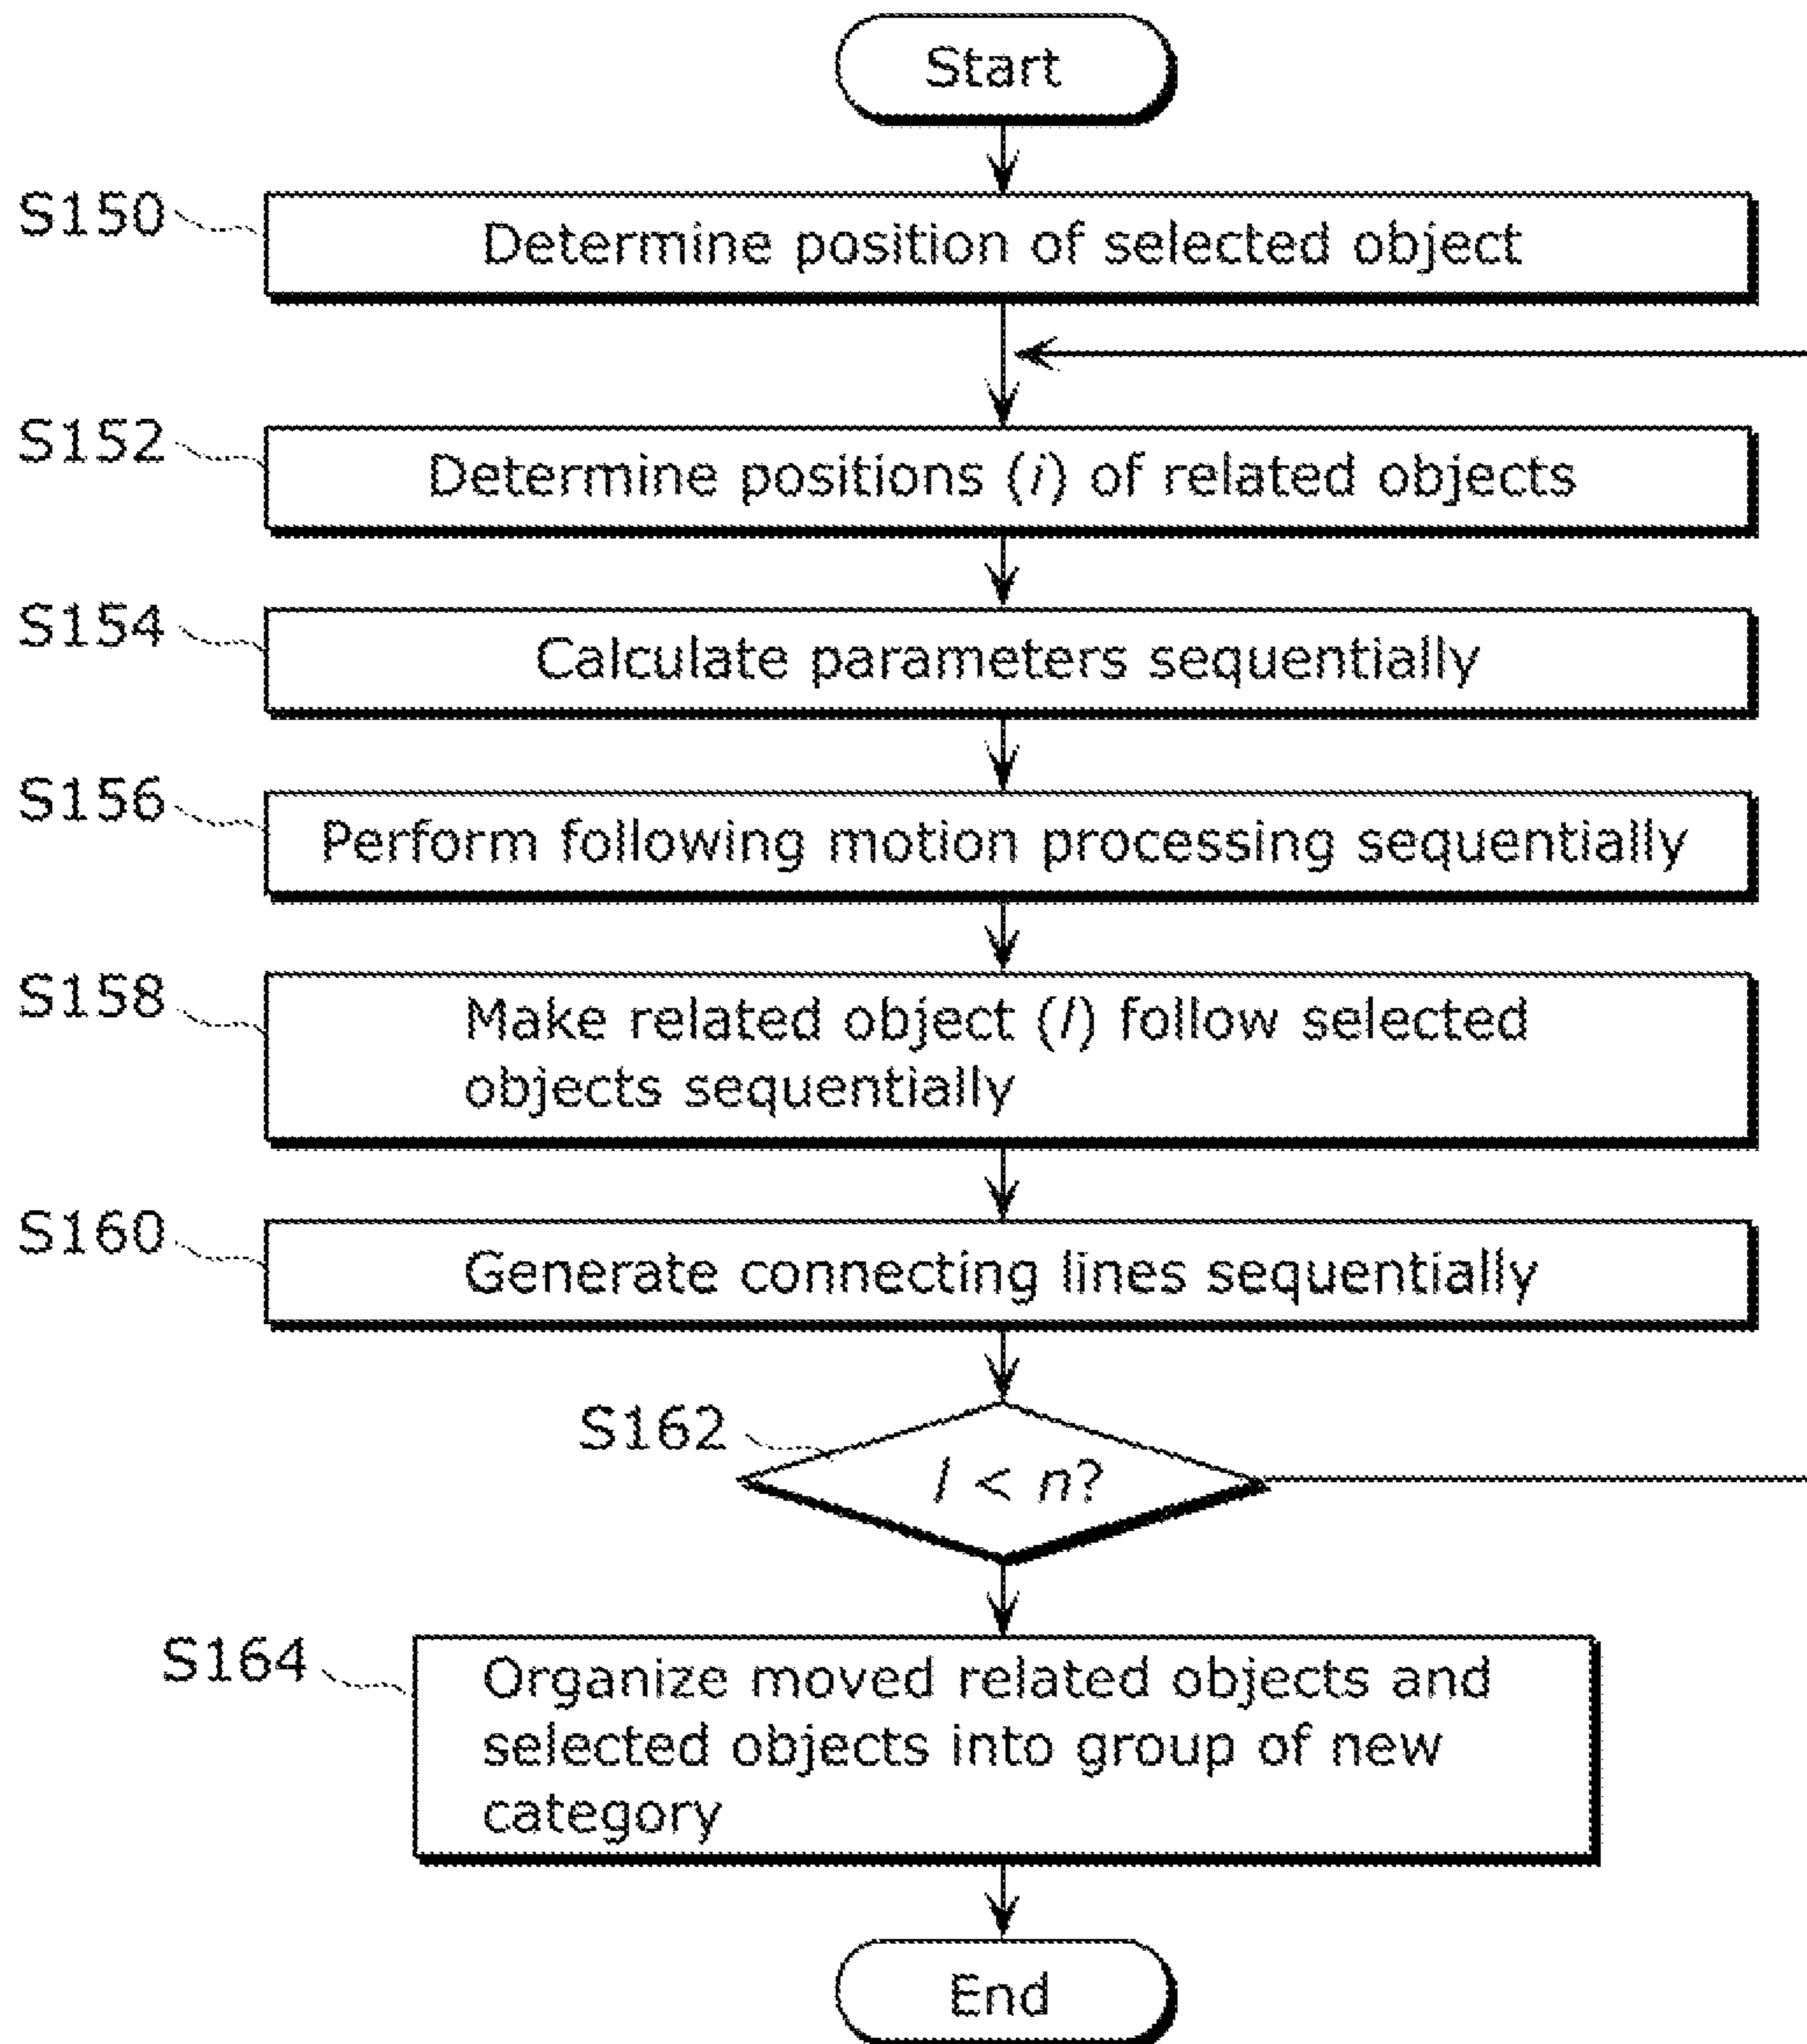 Start
S150
Determine position of selected object
S152
Determine positions (i) of related objects
S154
Calculate parameters sequentially
S156
Perform following motion processing sequentially
S158
Make related object (I) follow selected
objects sequentially
S160
Generate connecting lines sequentially
S162
I < n?
S164
Organize moved related objects and
selected objects into group of new
category
End